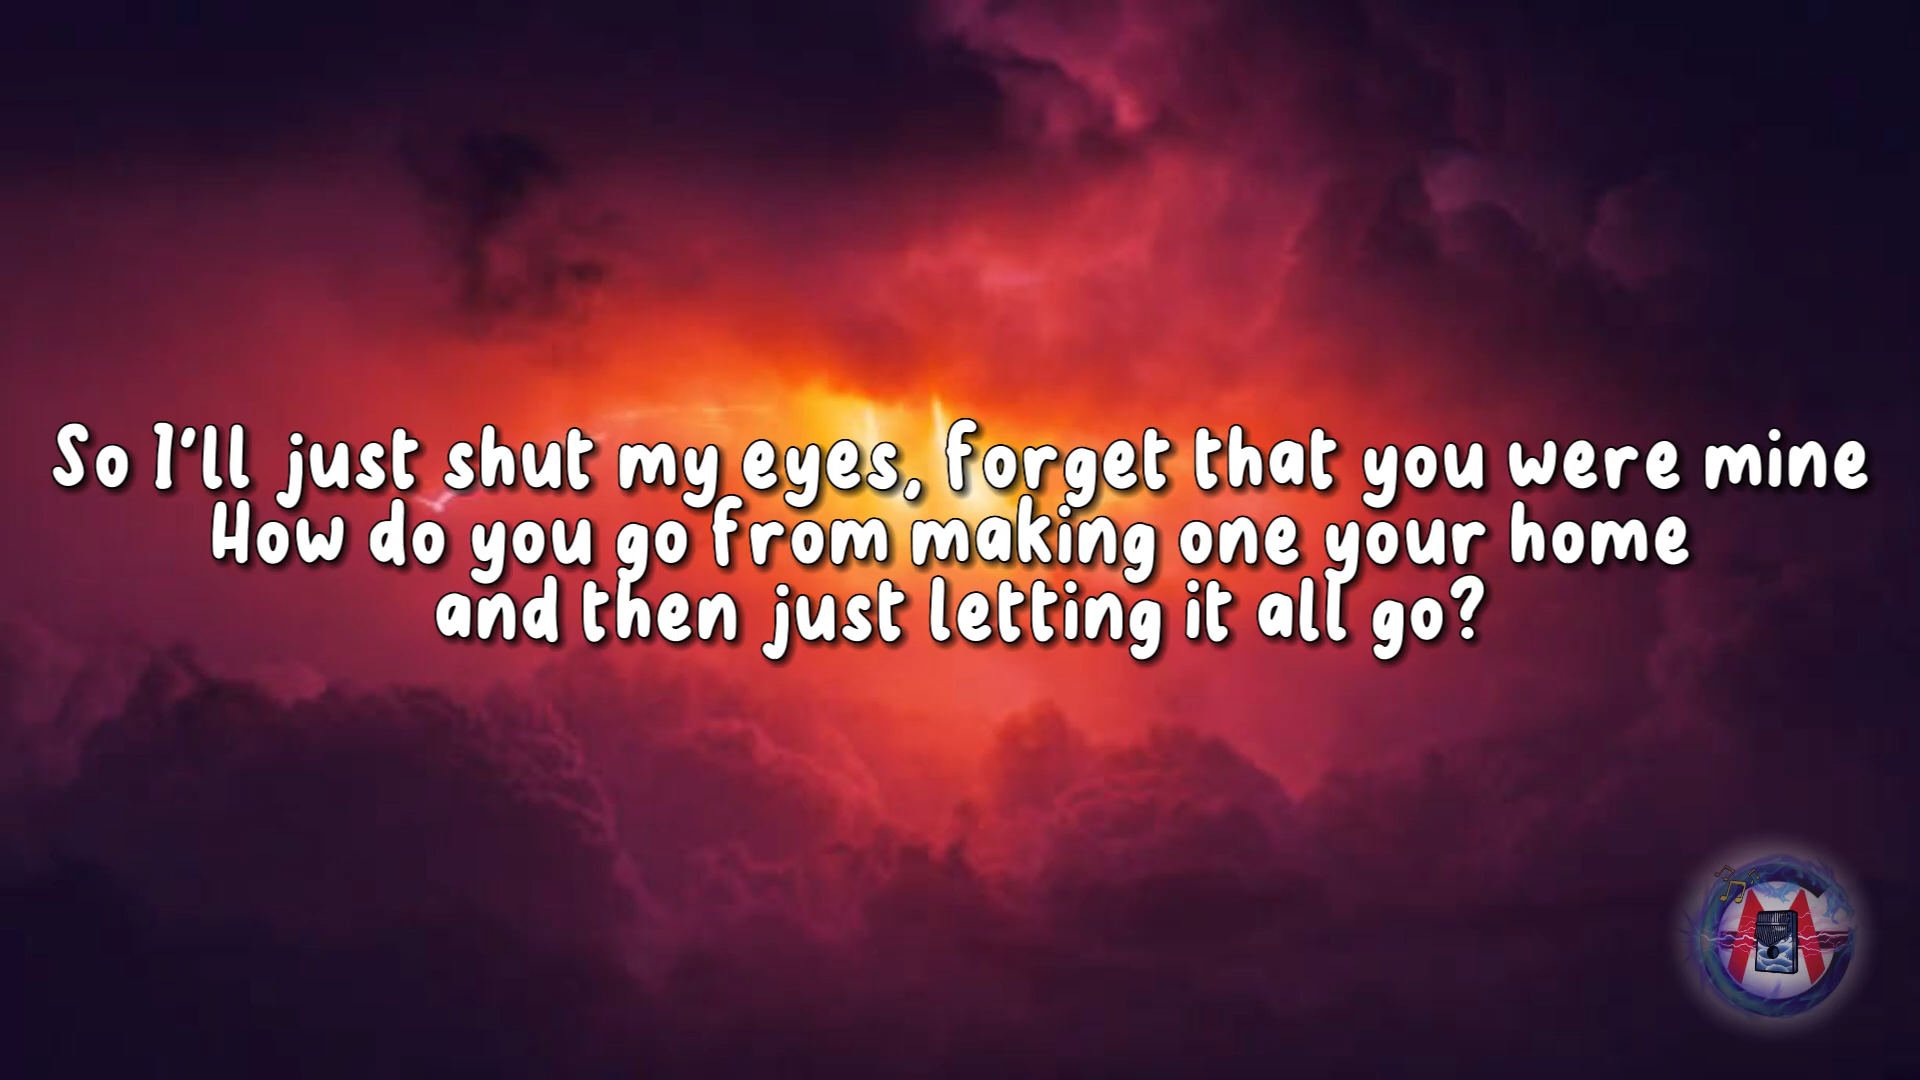 So I'll just shut my eyes, forget that you were mine
How do you go from making one your home
and then just letting it all go?